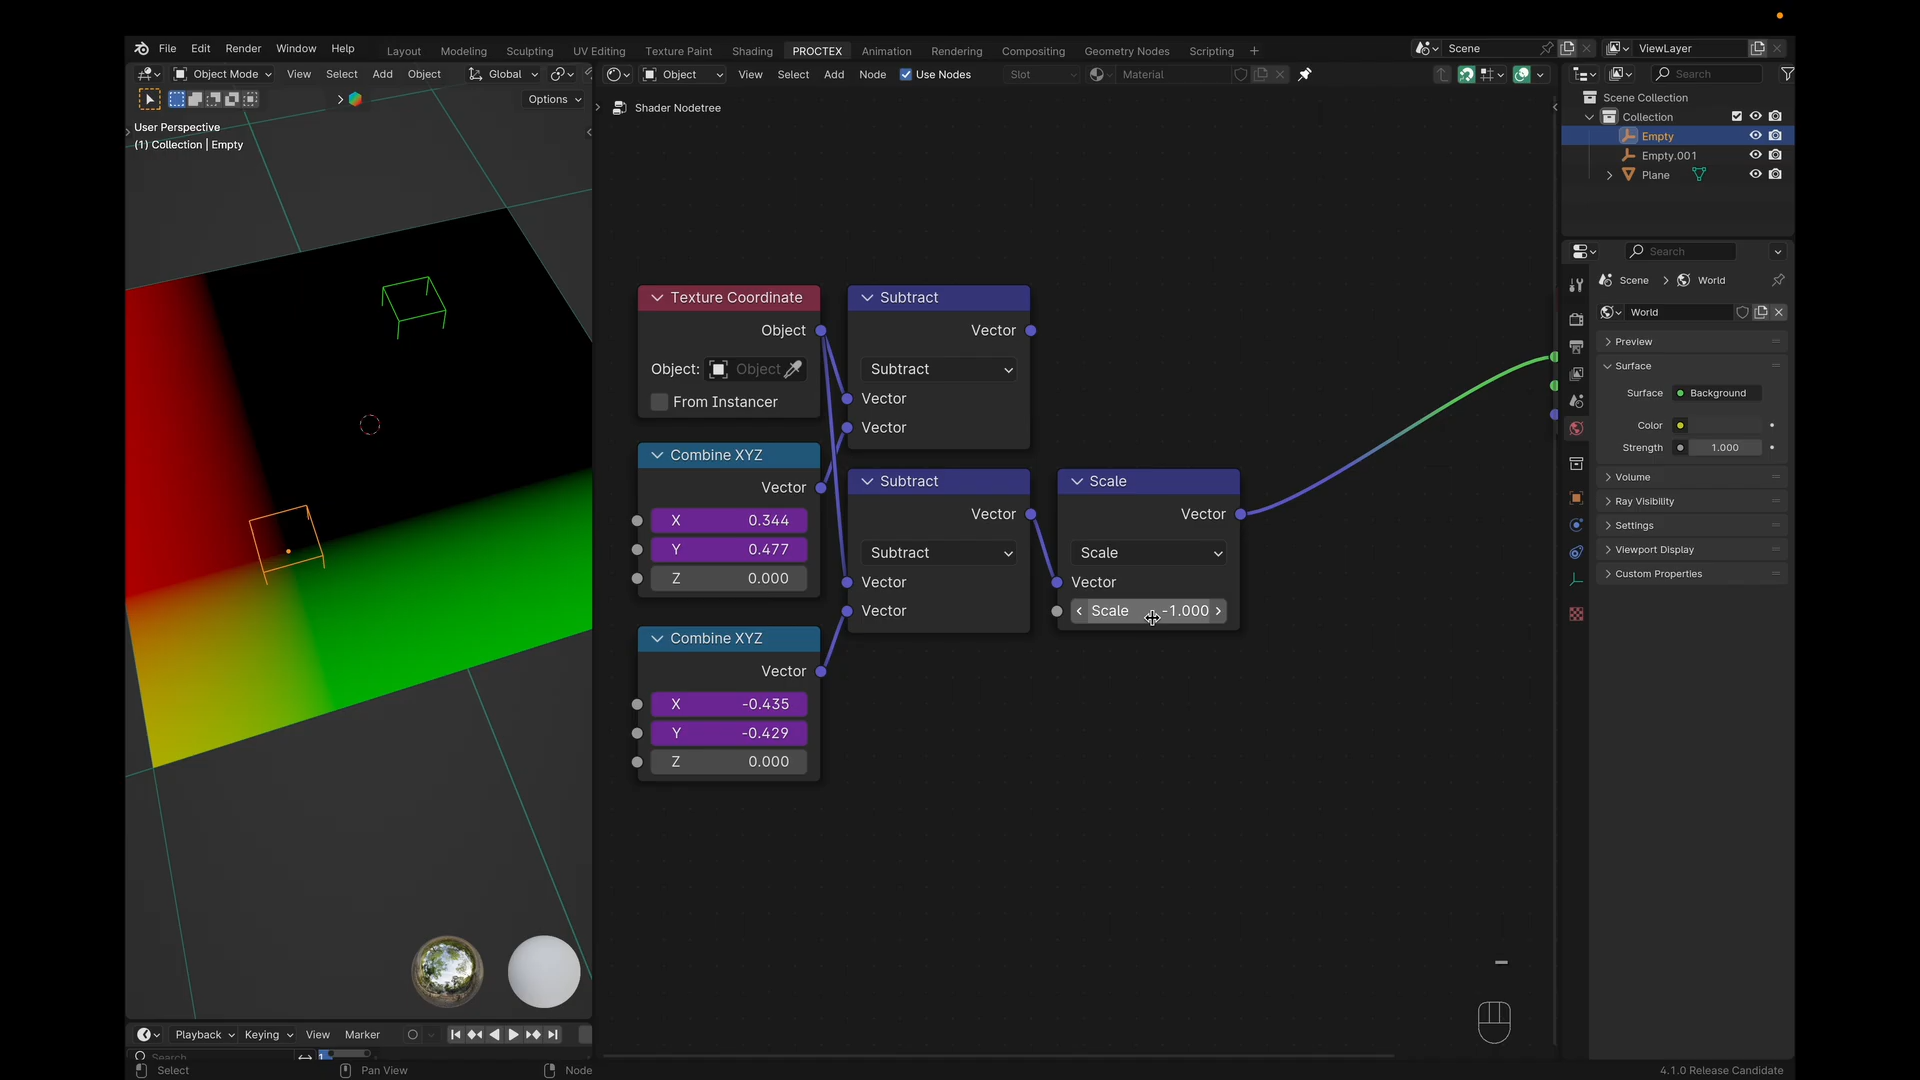 File Edit Render Window Help
Layout Modeling Sculpting UV Editing Texture Paint Shading PROCTEX Animation Rendering Compositing Geometry Nodes Scripting +
Scene
ViewLayer
Object Mode View Select Add Object Global
Object View Select Add Node Use Nodes Slot Material
Search
Options
User Perspective
(1) Collection | Empty
Shader Nodetree
Scene Collection
Collection
Empty
Empty.001
Plane
Texture Coordinate
Object
Object: Object
From Instancer
Subtract
Vector
Subtract
Vector
Vector
Combine XYZ
Vector
X 0.344
Y 0.477
Z 0.000
Subtract
Vector
Subtract
Vector
Vector
Scale
Vector
Scale
Vector
Scale -1.000
Combine XYZ
Vector
X -0.435
Y -0.429
Z 0.000
Search
Scene > World
World
Preview
Surface
Surface Background
Color
Strength 1.000
Volume
Ray Visibility
Settings
Viewport Display
Custom Properties
Playback Keying View Marker
Search
1
Select
Pan View
Node
4.1.0 Release Candidate